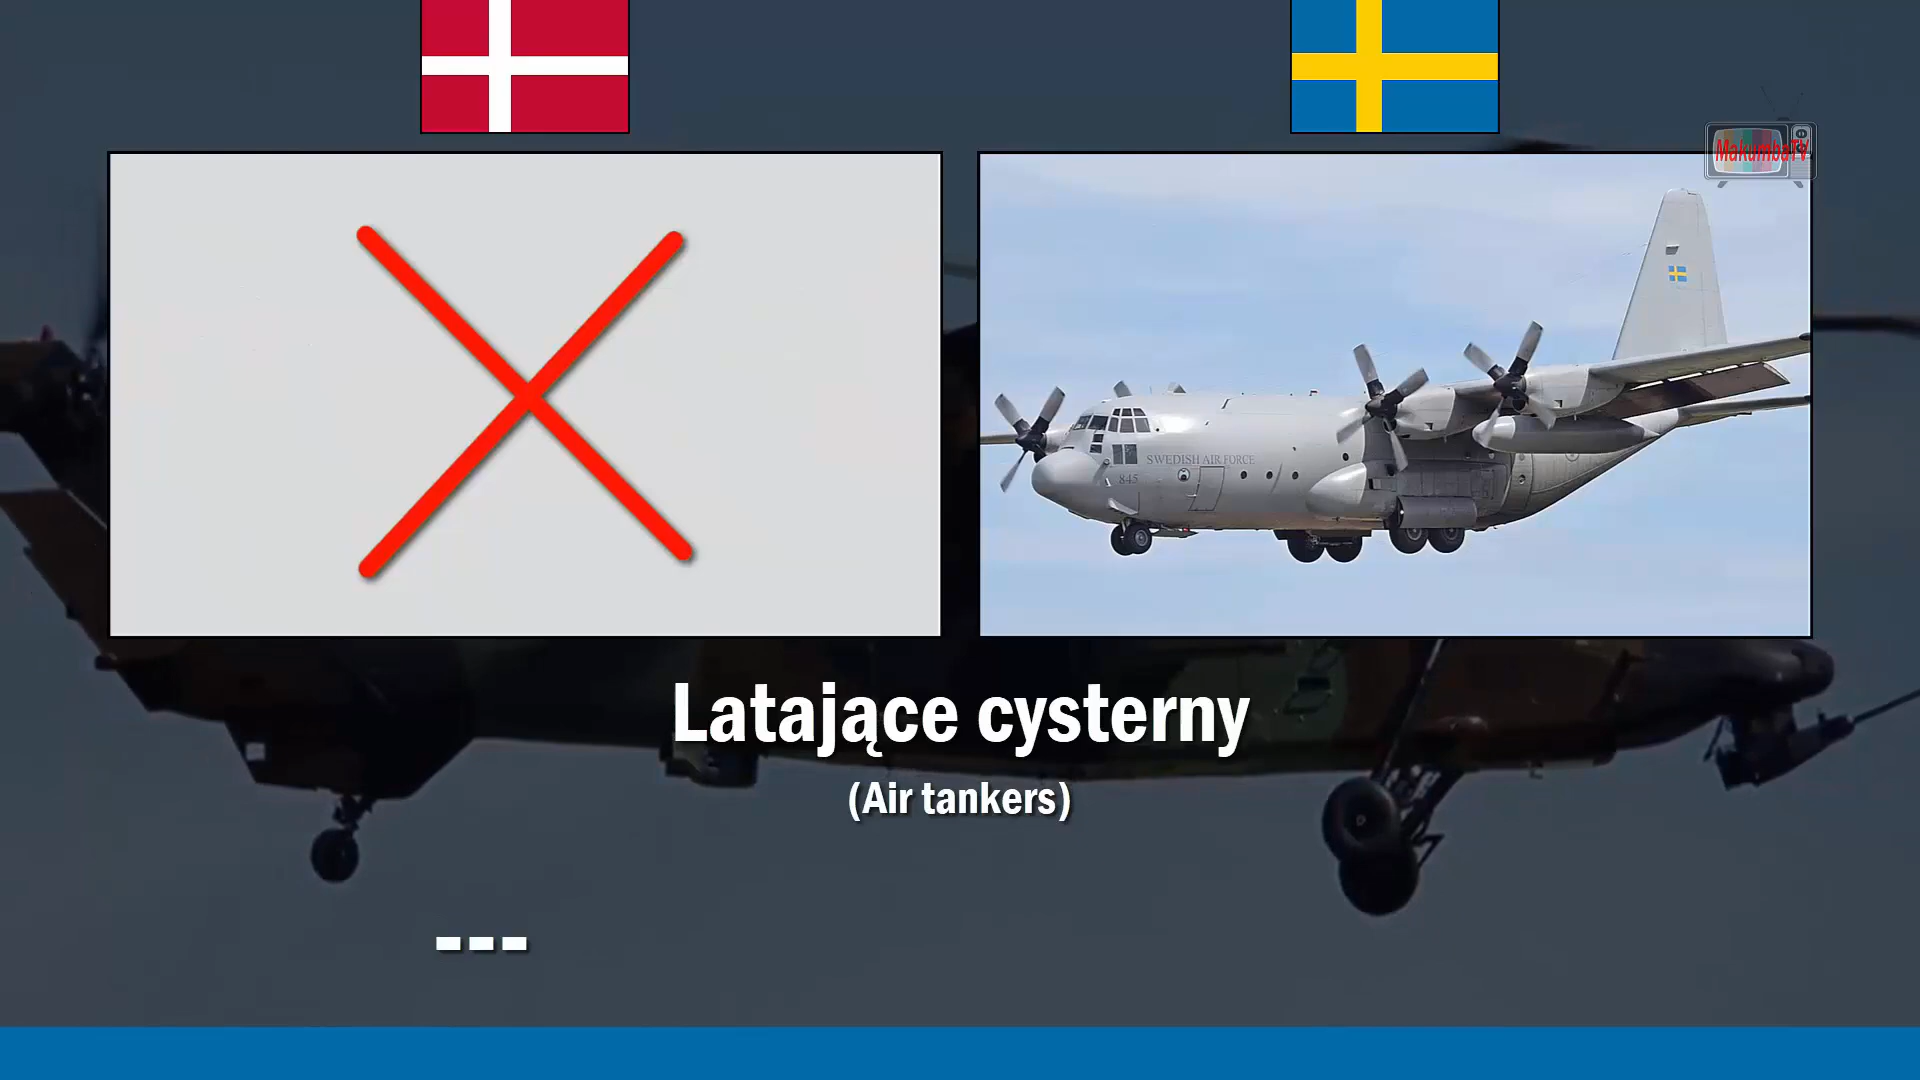 MakumbaTV
SWEDISH AIR FORCE
845
Latające cysterny
(Air tankers)
---